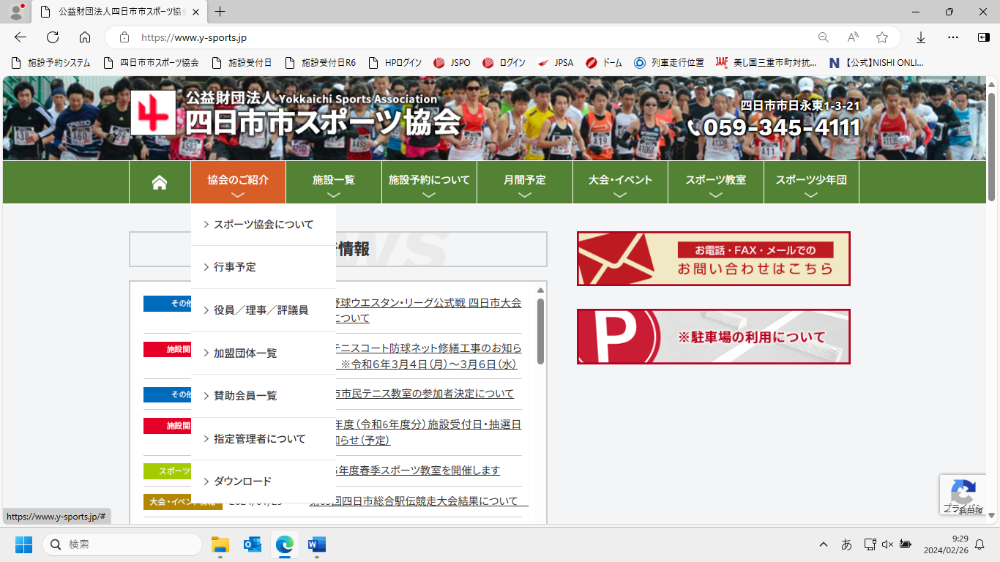 公益財団法人四日市市スポーツ協会
https://www.y-sports.jp
施設予約システム
四日市市スポーツ協会
施設受付日
施設受付日R6
HPログイン
JSPO
ログイン
JPSA
ドーム
列車走行位置
美し国三重市町対抗...
【公式】NISHI ONLI...
公益財団法人 Yokkaichi Sports Association
四日市市スポーツ協会
四日市市日永東1-3-21
059-345-4111
協会のご紹介
施設一覧
施設予約について
月間予定
大会・イベント
スポーツ教室
スポーツ少年団
スポーツ協会について
行事予定
役員／理事／評議員
加盟団体一覧
賛助会員一覧
指定管理者について
ダウンロード
情報
その他
野球ウエスタン・リーグ公式戦 四日市大会
について
施設関
テニスコート防球ネット修繕工事のお知ら
※令和６年３月４日（月）～３月６日（水）
その他
市市民テニス教室の参加者決定について
施設関
年度（令和6年度分）施設受付日・抽選日
知らせ（予定）
スポーツ
年度春季スポーツ教室を開催します
大会・イベント情報
回四日市総合駅伝競走大会結果について
お電話・FAX・メールでの
お問い合わせはこちら
P
※駐車場の利用について
プライバシー
・利用規
https://www.y-sports.jp/#
検索
あ
9:29
2024/02/26